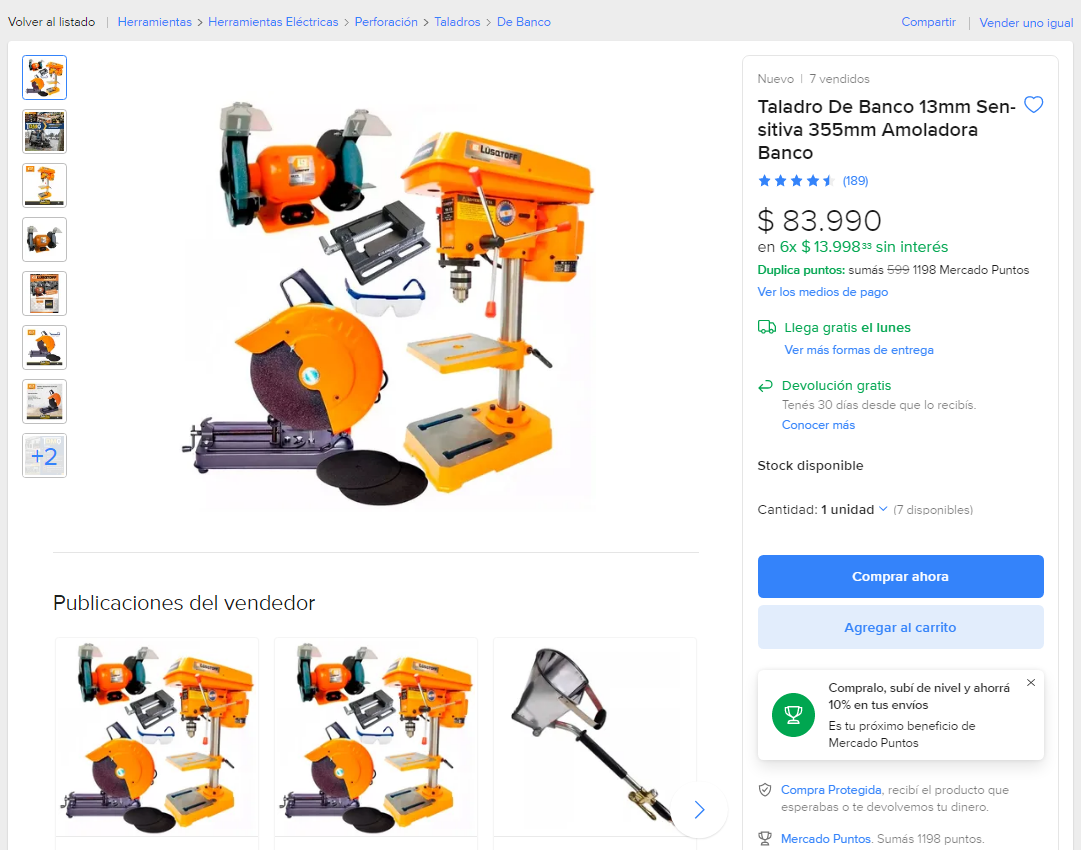 Volver al listado | Herramientas > Herramientas Eléctricas > Perforación > Taladros > De Banco
Compartir | Vender uno igual
Nuevo | 7 vendidos
Taladro De Banco 13mm Sen-
sitiva 355mm Amoladora
Banco
(189)
$ 83.990
en 6x $ 13.998 33 sin interés
Duplica puntos: sumás 599 1198 Mercado Puntos
Ver los medios de pago
Llega gratis el lunes
Ver más formas de entrega
Devolución gratis
Tenés 30 días desde que lo recibís.
Conocer más
Stock disponible
Cantidad: 1 unidad (7 disponibles)
Comprar ahora
Agregar al carrito
Compralo, subí de nivel y ahorrá
10% en tus envíos
Es tu próximo beneficio de
Mercado Puntos
Compra Protegida, recibí el producto que
esperabas o te devolvemos tu dinero.
Mercado Puntos. Sumás 1198 puntos.
+2
LÜSQTOFF
Publicaciones del vendedor